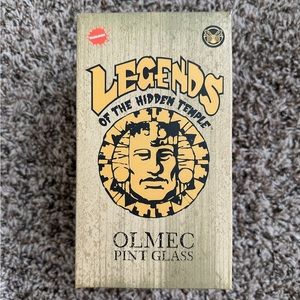 LEGENDS
OF THE HIDDEN TEMPLE
OLMEC
PINT GLASS